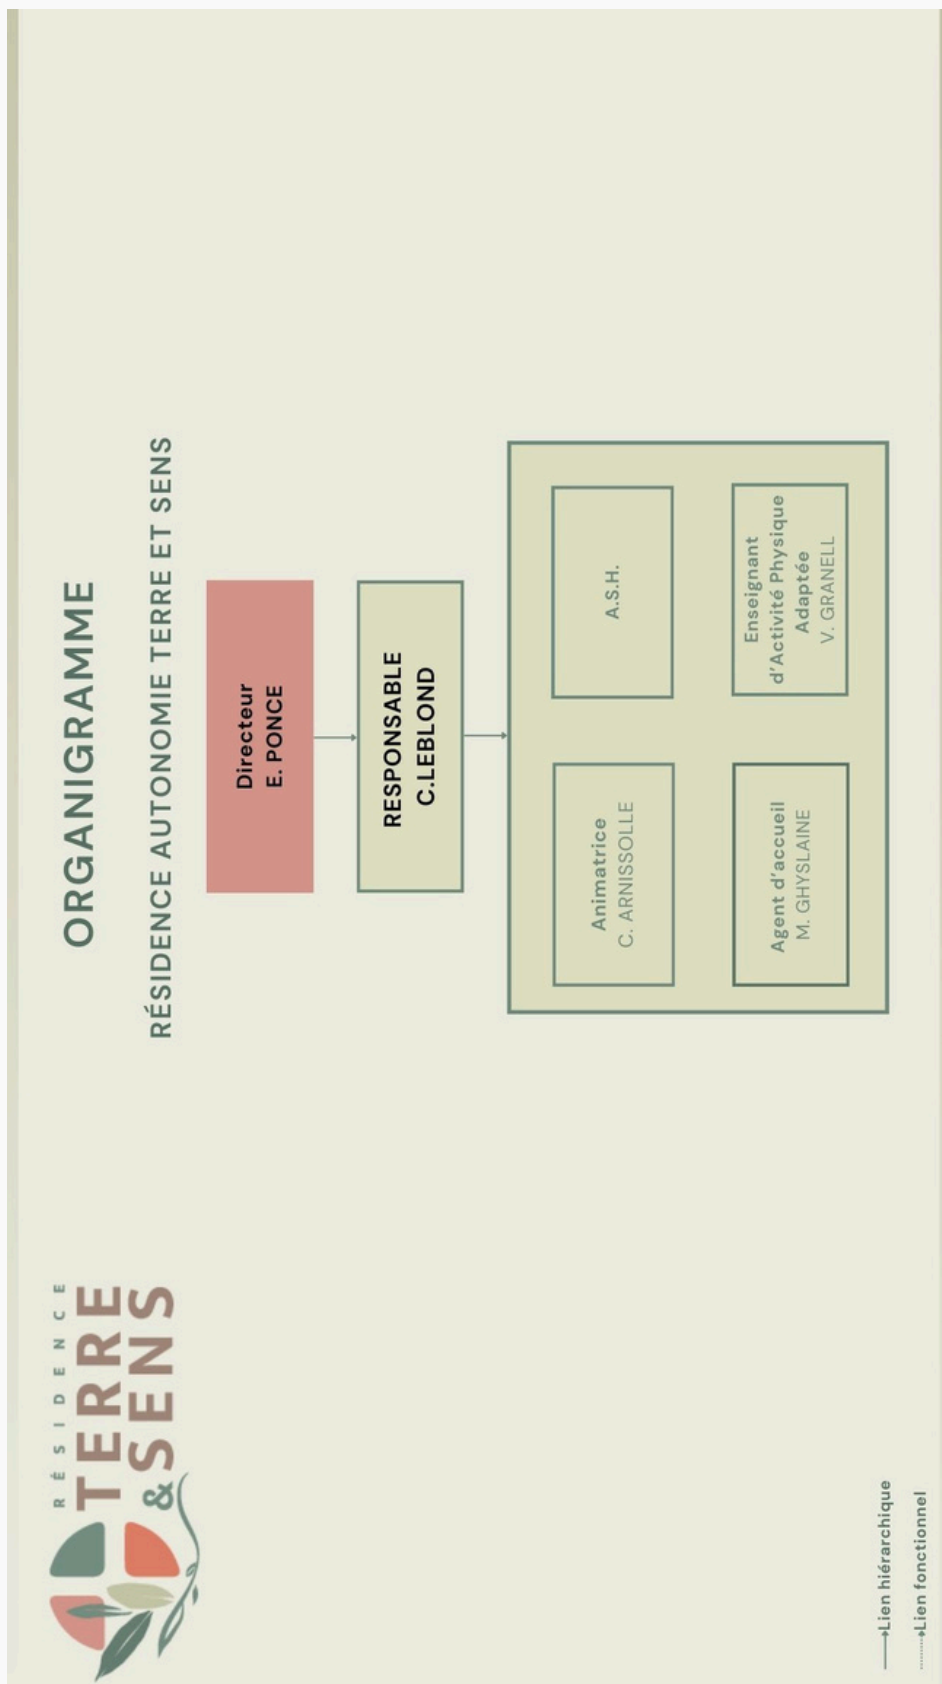 RÉSIDENCE
TERRE
&SENS
ORGANIGRAMME
RÉSIDENCE AUTONOMIE TERRE ET SENS
Directeur
E. PONCE
RESPONSABLE
C.LEBLOND
Animatrice
C. ARNISSOLLE
A.S.H.
Agent d'accueil
M. GHYSLAINE
Enseignant
d'Activité Physique
Adaptée
V. GRANELL
Lien hiérarchique
Lien fonctionnel